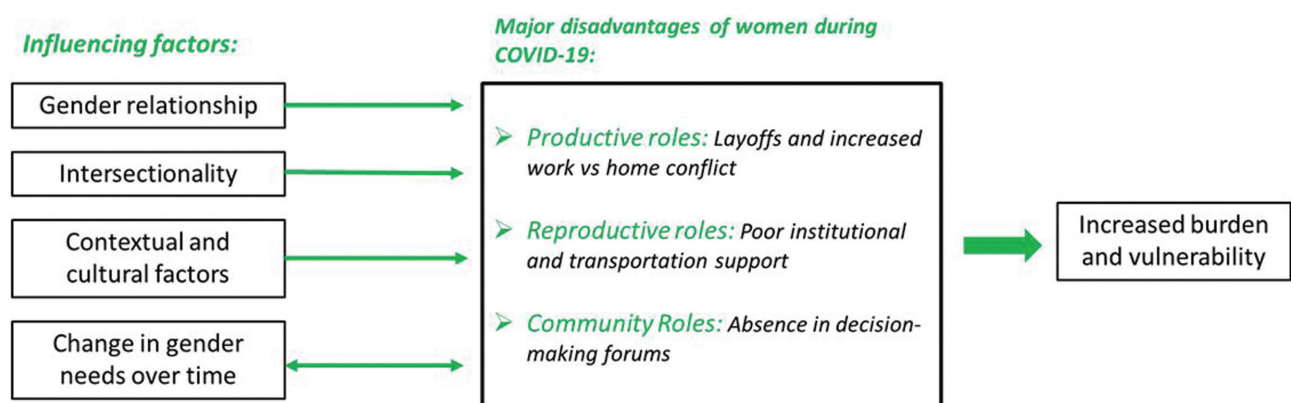 Influencing factors:
Gender relationship
Intersectionality
Contextual and
cultural factors
Change in gender
needs over time
Major disadvantages of women during
COVID-19:
➢ Productive roles: Layoffs and increased
work vs home conflict
➢ Reproductive roles: Poor institutional
and transportation support
➢ Community Roles: Absence in decision-
making forums
Increased burden
and vulnerability